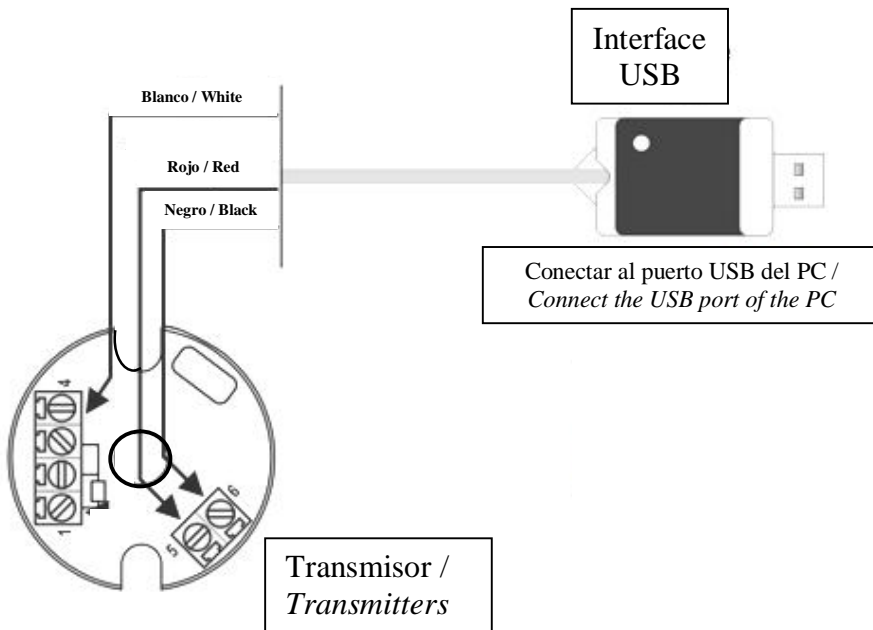 Interface
USB
Blanco / White
Rojo / Red
Negro / Black
Conectar al puerto USB del PC /
Connect the USB port of the PC
4
1
6
5
Transmisor /
Transmitters